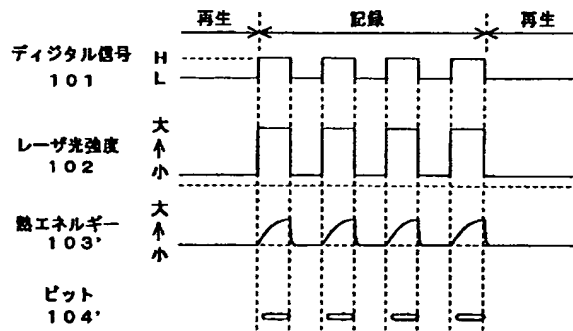 再生
記録
再生
ディジタル信号
101
H
L
レーザ光強度
102
大
↑
小
熱エネルギー
103'
大
↑
小
ピット
104'